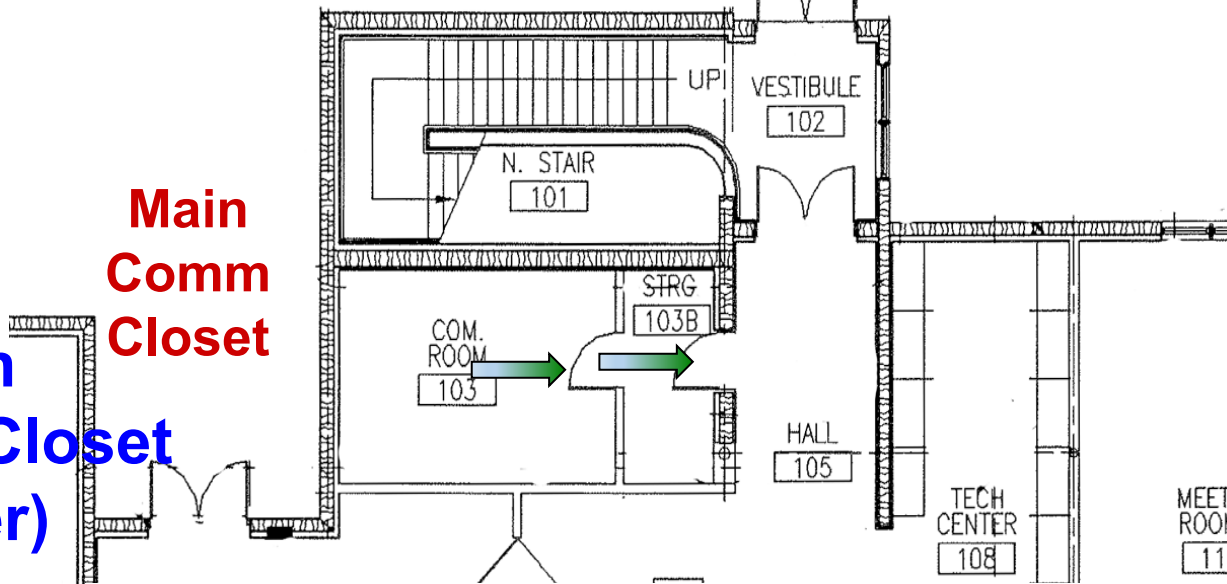 UP
VESTIBULE
102
N. STAIR
101
Main
Comm
Closet
STRG
103B
COM.
ROOM
103
Closet
HALL
105
TECH
CENTER
108